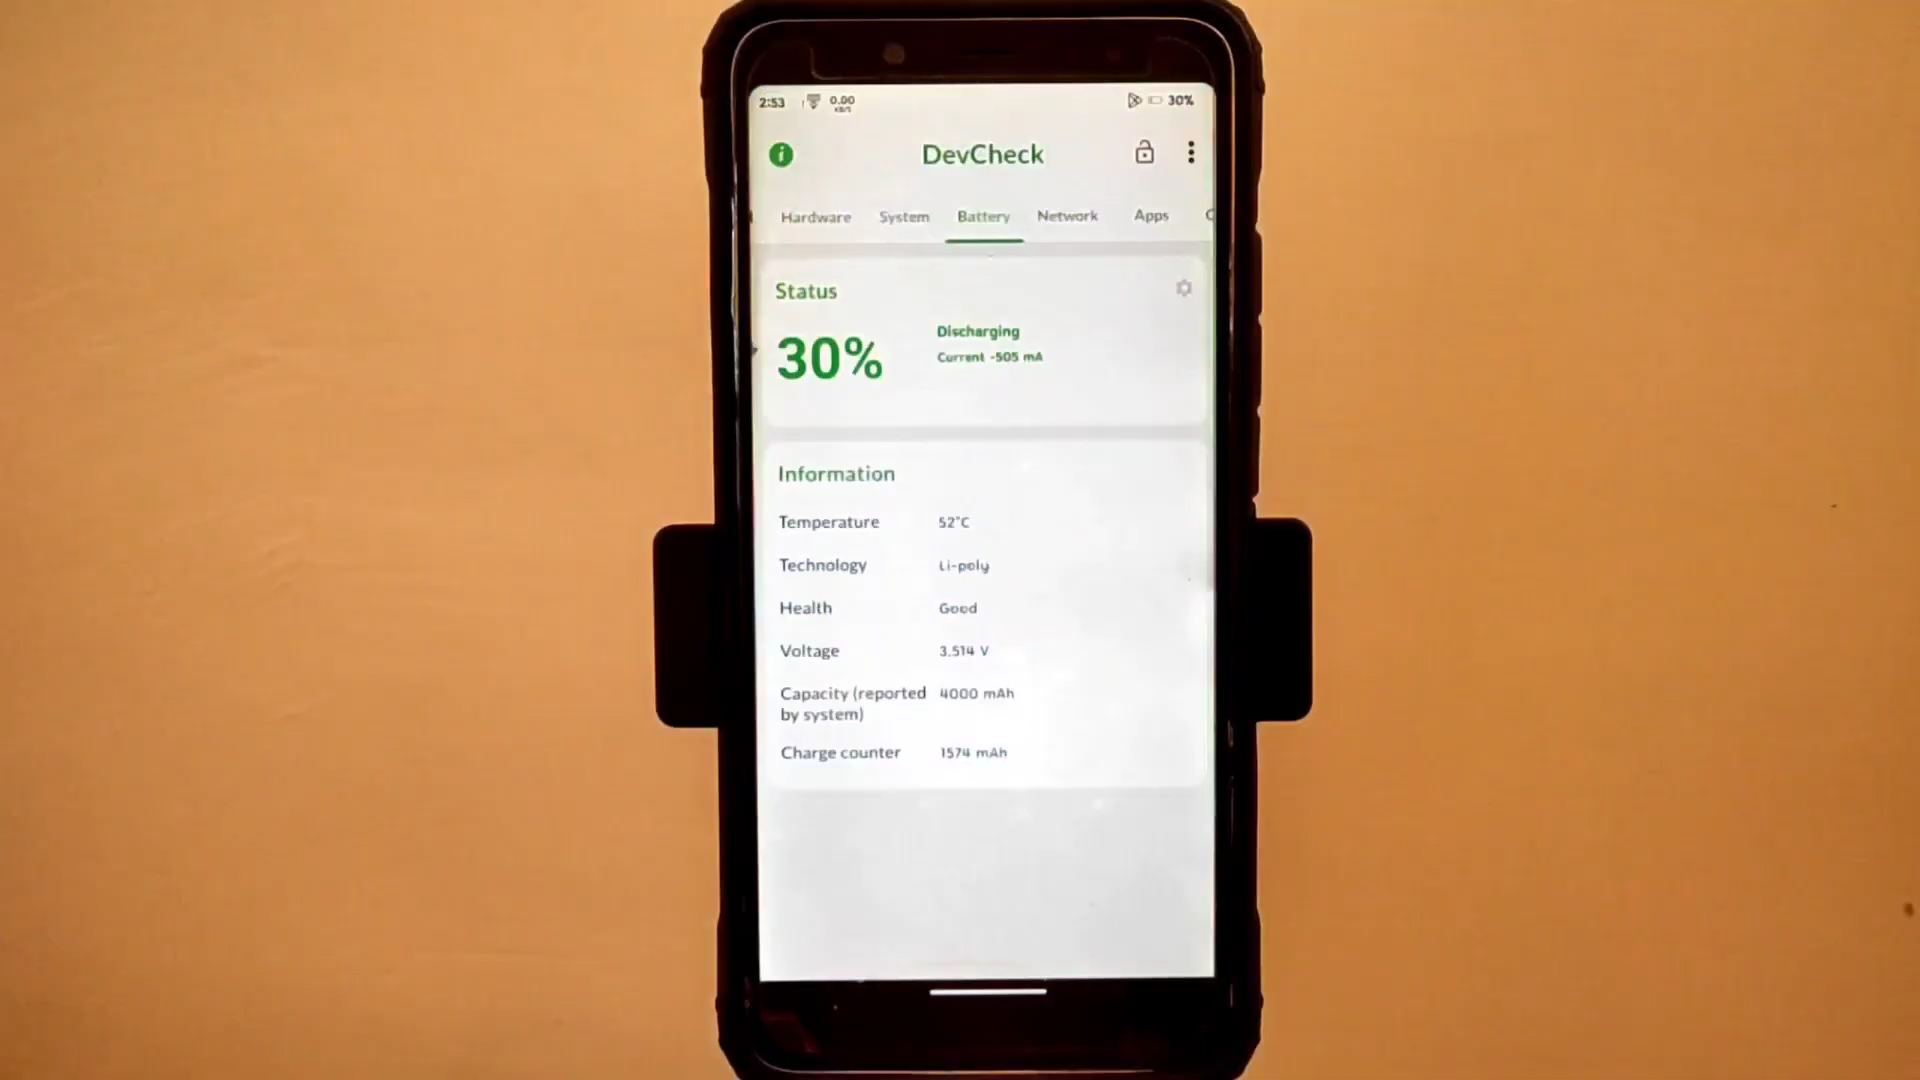 2:53 0.00 30%
KB/S
DevCheck
Hardware System Battery Network Apps
Status
30%
Discharging
Current -505 mA
Information
Temperature 52°C
Technology Li-poly
Health Good
Voltage 3.514 V
Capacity (reported 4000 mAh
by system)
Charge counter 1574 mAh